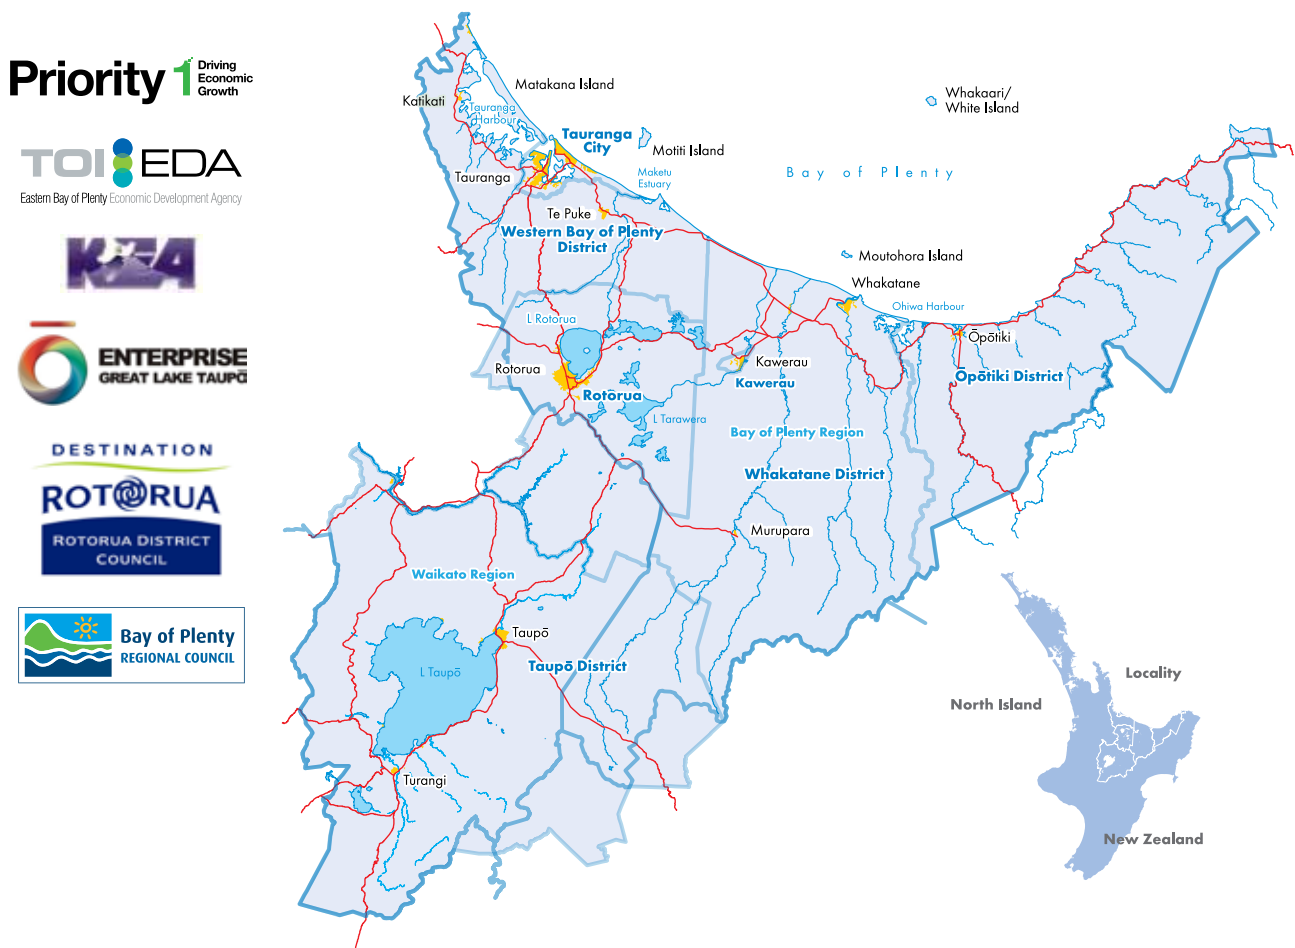 Priority 1
Driving
Economic
Growth
TOI EDA
Eastern Bay of Plenty Economic Development Agency
KEA
ENTERPRISE
GREAT LAKE TAUPŌ
DESTINATION
ROTORUA
ROTORUA DISTRICT
COUNCIL
Bay of Plenty
REGIONAL COUNCIL
Matakana Island
Katikati
Tauranga
Harbour
Tauranga
City
Motiti Island
Whakaari/
White Island
Maketu
Estuary
Bay of Plenty
Tauranga
Te Puke
Western Bay of Plenty
District
Moutohora Island
Whakatane
Ohiwa Harbour
L Rotorua
Ōpōtiki
Rotorua
Kawerau
Kawerau
Ōpōtiki District
Rotōrua
L Tarawera
Bay of Plenty Region
Whakatane District
Murupara
Waikato Region
Taupō
L Taupō
Taupō District
Turangi
Locality
North Island
New Zealand